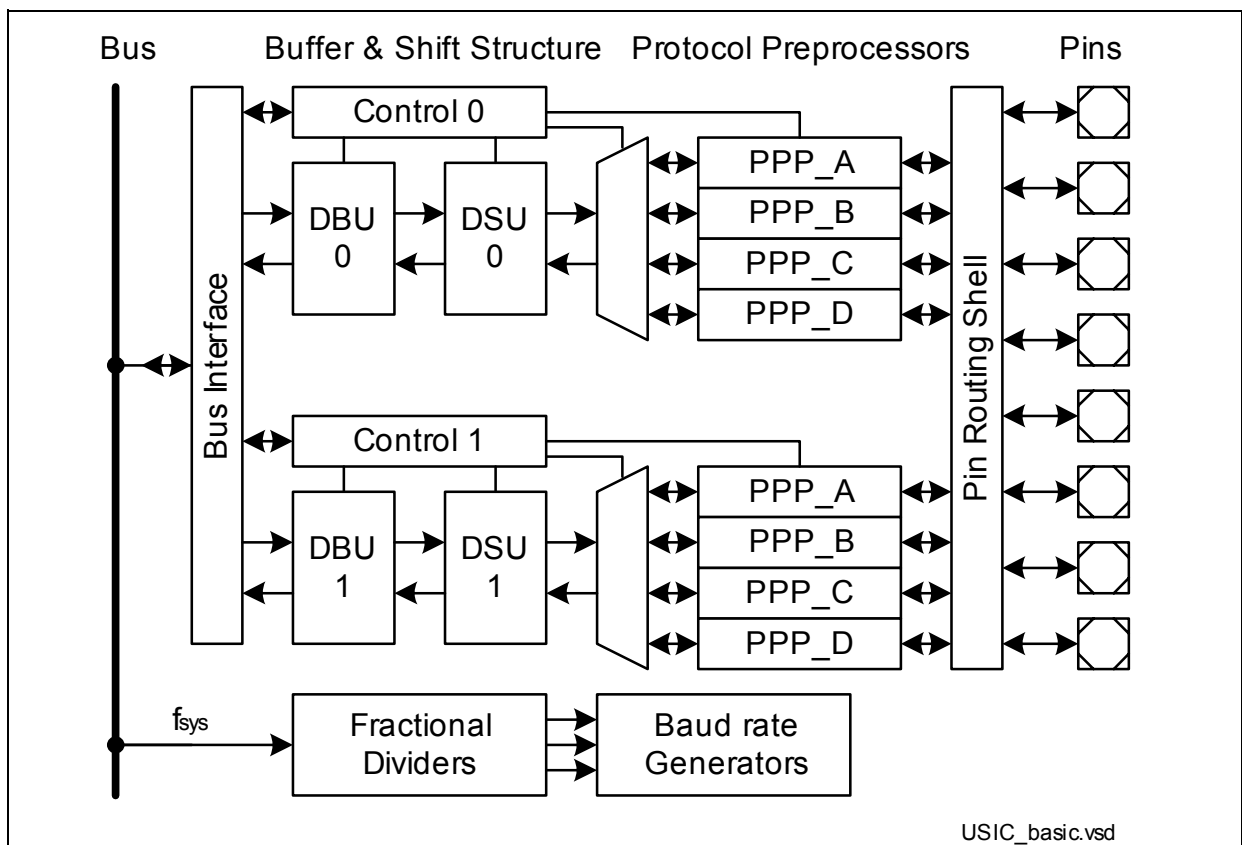 Bus
Buffer & Shift Structure
Protocol Preprocessors
Pins
Bus Interface
Control 0
DBU
0
DSU
0
PPP_A
PPP_B
PPP_C
PPP_D
Pin Routing Shell
Control 1
DBU
1
DSU
1
PPP_A
PPP_B
PPP_C
PPP_D
fsys
Fractional
Dividers
Baud rate
Generators
USIC_basic.vsd